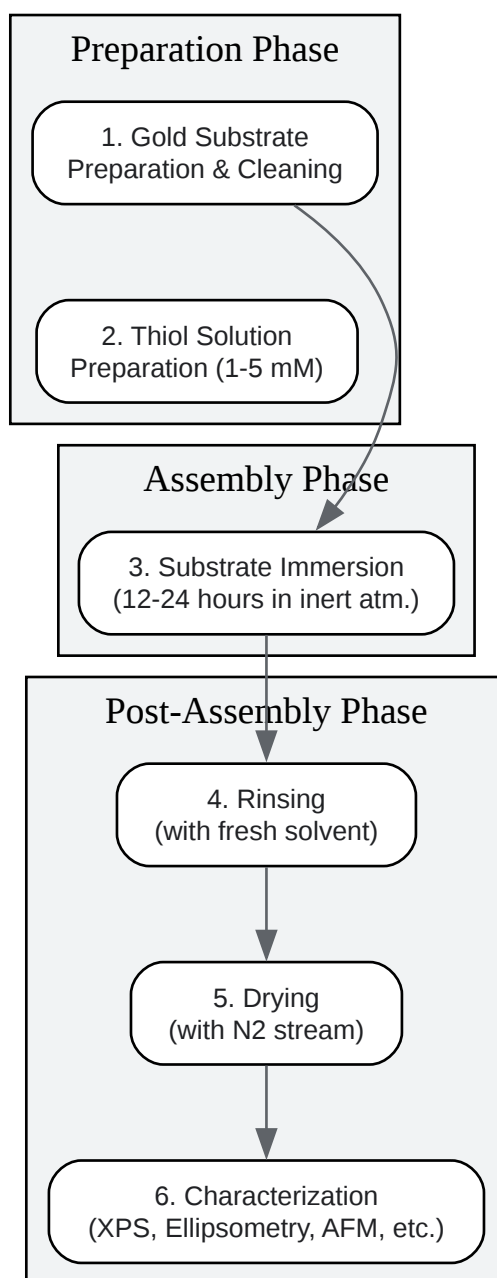 Preparation Phase
1. Gold Substrate
Preparation & Cleaning
2. Thiol Solution
Preparation (1-5 mM)
Assembly Phase
3. Substrate Immersion
(12-24 hours in inert atm.)
Post-Assembly Phase
4. Rinsing
(with fresh solvent)
5. Drying
(with N2 stream)
6. Characterization
(XPS, Ellipsometry, AFM, etc.)